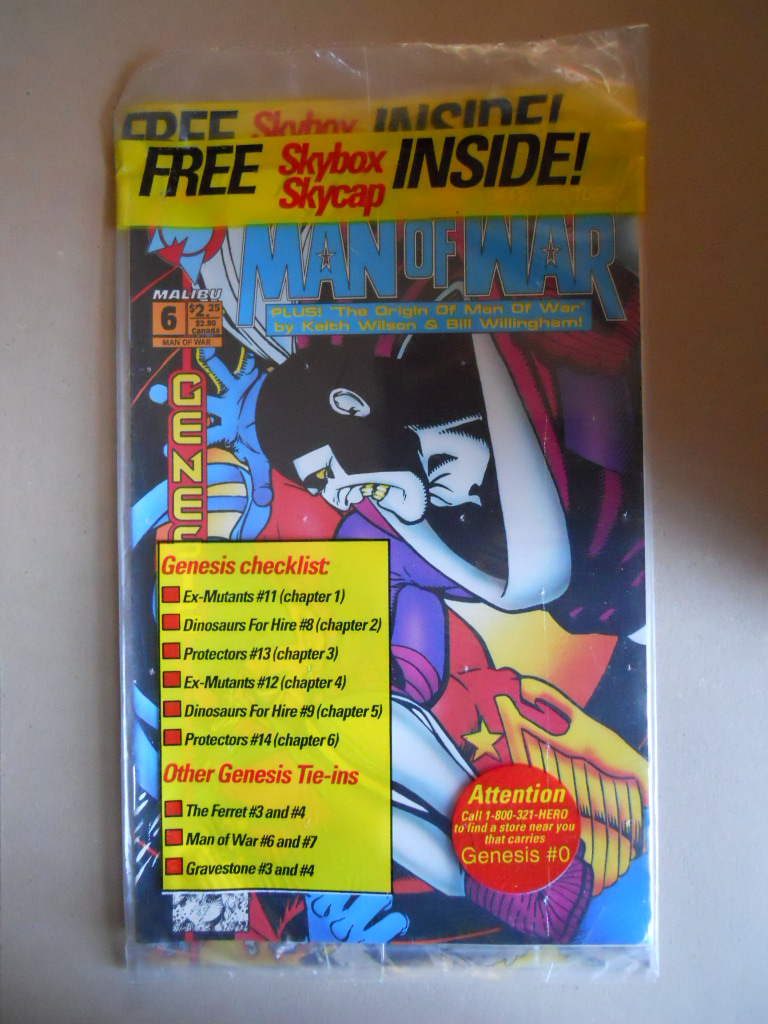 FREE Skybox INSIDE!
FREE Skybox Skycap INSIDE!
MAN OF WAR
PLUS! "The Origin Of Man Of War"
by Keith Wilson & Bill Willingham!
MALIBU
6
$2.25
$2.80
Canada
MAN OF WAR
GENES
Genesis checklist:
Ex-Mutants #11 (chapter 1)
Dinosaurs For Hire #8 (chapter 2)
Protectors #13 (chapter 3)
Ex-Mutants #12 (chapter 4)
Dinosaurs For Hire #9 (chapter 5)
Protectors #14 (chapter 6)
Other Genesis Tie-ins
The Ferret #3 and #4
Man of War #6 and #7
Gravestone #3 and #4
Attention
Call 1-800-321-HERO
to find a store near you
that carries
Genesis #0